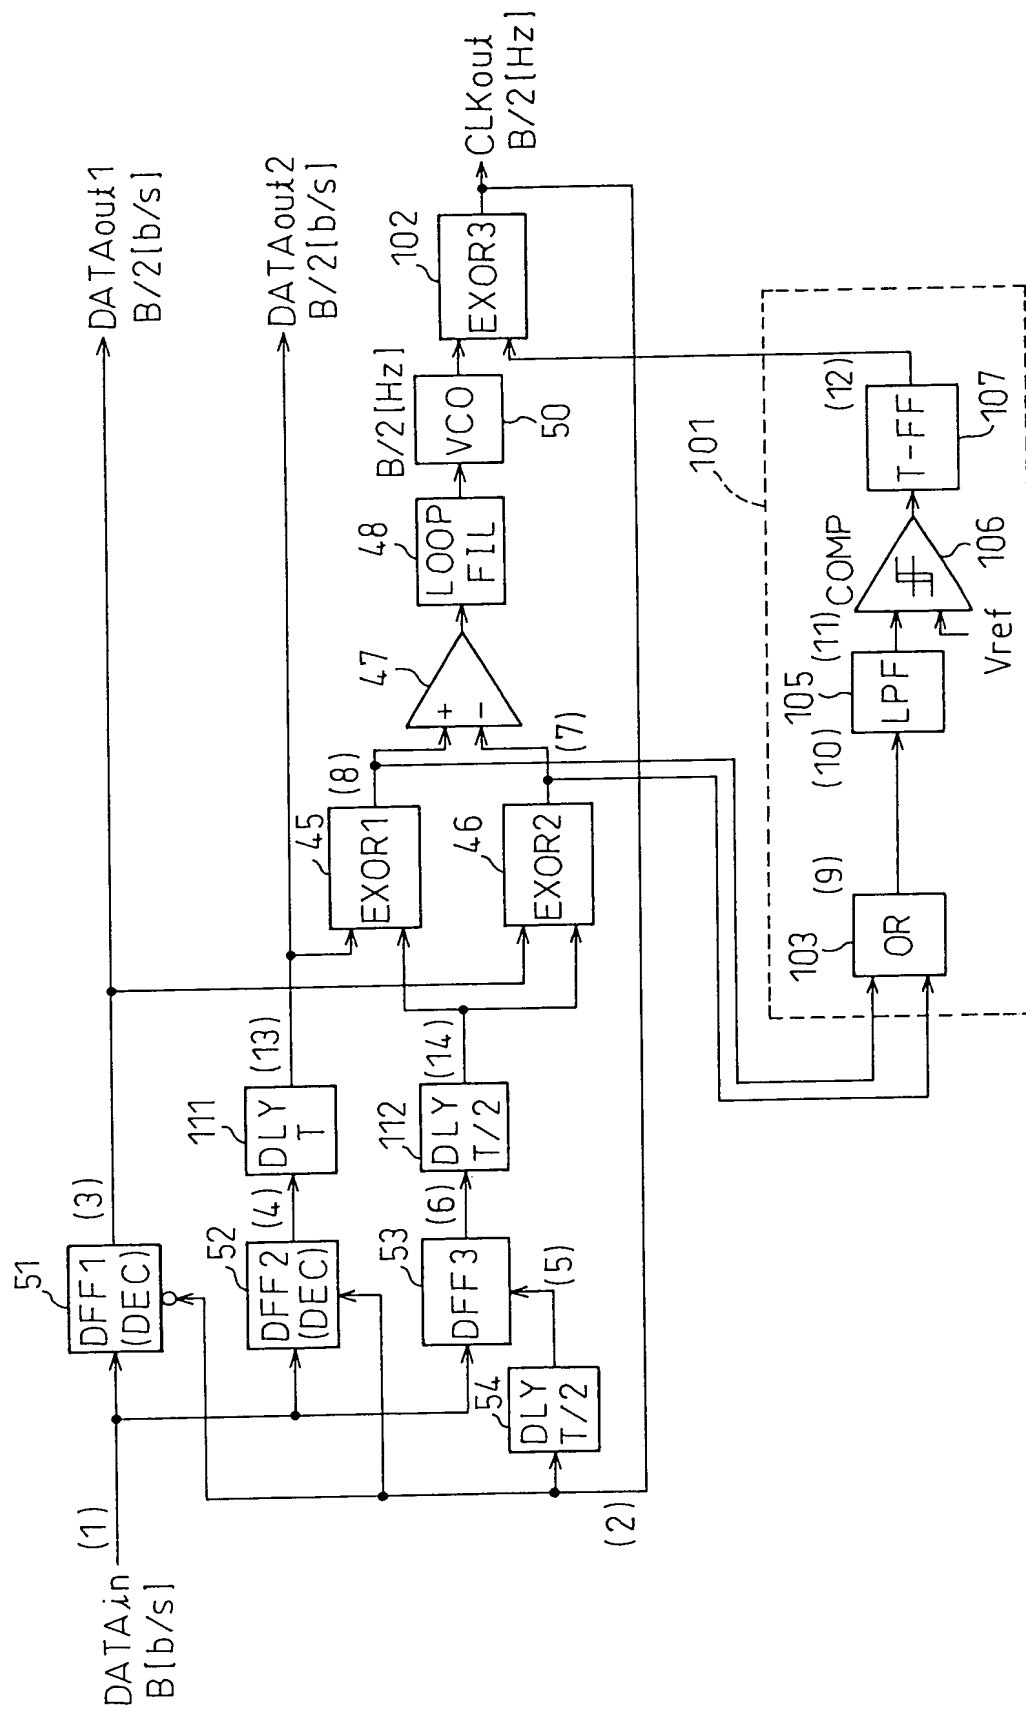 DATAin
B[b/s]
(1)
51
DFF1
(DEC)
(3)
DATAout1
B/2[b/s]
52
DFF2
(DEC)
(4)
111
DLY
T
(13)
DATAout2
B/2[b/s]
53
DFF3
(6)
112
DLY
T/2
(14)
54
DLY
T/2
(5)
(2)
45
EXOR1
(8)
46
EXOR2
(7)
47
+
−
48
LOOP
FIL
B/2[Hz]
VCO
50
102
EXOR3
CLKout
B/2[Hz]
101
103
OR
(9)
(10)
105
LPF
(11)
COMP
Vref
106
T-FF
107
(12)